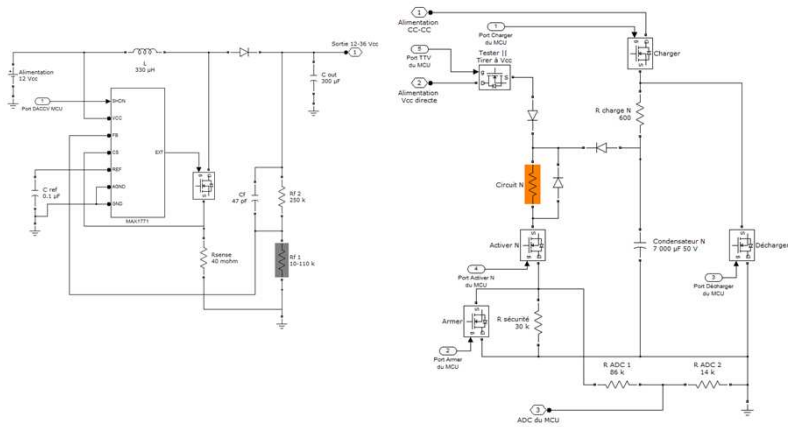 Alimentation
12 Vcc
L
330 µH
Sortie 12-36 Vcc
1
C out
300 µF
1
Port DACCV MCU
SHDN
VCC
FB
CS
REF
AGND
GND
EXT
MAX1771
C ref
0.1 µF
Cf
47 pF
Rf 2
250 k
Rsense
40 mohm
Rf 1
10-110 k
1
Alimentation
CC-CC
1
Port Charger
du MCU
Charger
5
Port TTV
du MCU
Tester ||
Tirer à Vcc
2
Alimentation
Vcc directe
R charge N
600
Circuit N
Activer N
4
Port Activer N
du MCU
Condensateur N
7 000 µF 50 V
Décharger
3
Port Décharger
du MCU
Armer
2
Port Armer
du MCU
R sécurité
30 k
R ADC 1
86 k
R ADC 2
14 k
3
ADC du MCU